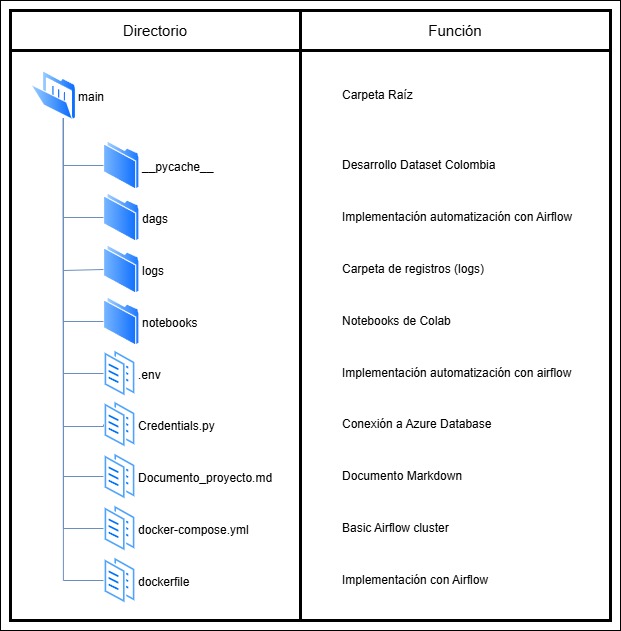 Directorio Función
main Carpeta Raíz
__pycache__ Desarrollo Dataset Colombia
dags Implementación automatización con Airflow
logs Carpeta de registros (logs)
notebooks Notebooks de Colab
.env Implementación automatización con airflow
Credentials.py Conexión a Azure Database
Documento_proyecto.md Documento Markdown
docker-compose.yml Basic Airflow cluster
dockerfile Implementación con Airflow